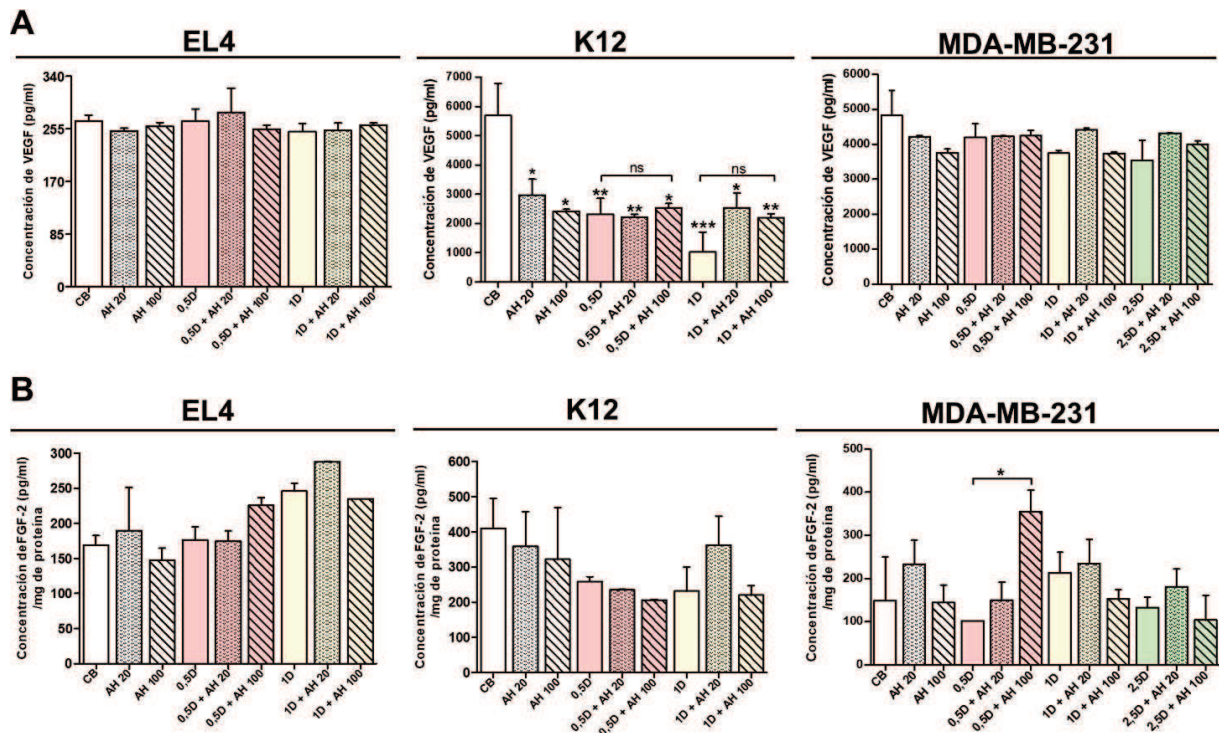 A
EL4
K12
MDA-MB-231
Concentración de VEGF (pg/ml)
340
255
170
85
0
CB
AH 20
AH 100
0,5D
0,5D + AH 20
0,5D + AH 100
1D
1D + AH 20
1D + AH 100
Concentración de VEGF (pg/ml)
7000
6000
5000
4000
3000
2000
1000
0
*
*
**
**
*
ns
***
*
**
ns
CB
AH 20
AH 100
0,5D
0,5D + AH 20
0,5D + AH 100
1D
1D + AH 20
1D + AH 100
Concentración de VEGF (pg/ml)
6000
5000
4000
3000
2000
1000
0
CB
AH 20
AH 100
0,5D
0,5D + AH 20
0,5D + AH 100
1D
1D + AH 20
1D + AH 100
2,5D
2,5D + AH 20
2,5D + AH 100
B
EL4
K12
MDA-MB-231
Concentración deFGF-2 (pg/ml)
/mg de proteína
300
250
200
150
100
50
0
CB
AH 20
AH 100
0,5D
0,5D + AH 20
0,5D + AH 100
1D
1D + AH 20
1D + AH 100
Concentración deFGF-2 (pg/ml)
/mg de proteína
600
500
400
300
200
100
0
CB
AH 20
AH 100
0,5D
0,5D + AH 20
0,5D + AH 100
1D
1D + AH 20
1D + AH 100
Concentración deFGF-2 (pg/ml)
/mg de proteína
500
400
300
200
100
0
*
CB
AH 20
AH 100
0,5D
0,5D + AH 20
0,5D + AH 100
1D
1D + AH 20
1D + AH 100
2,5D
2,5D + AH 20
2,5D + AH 100